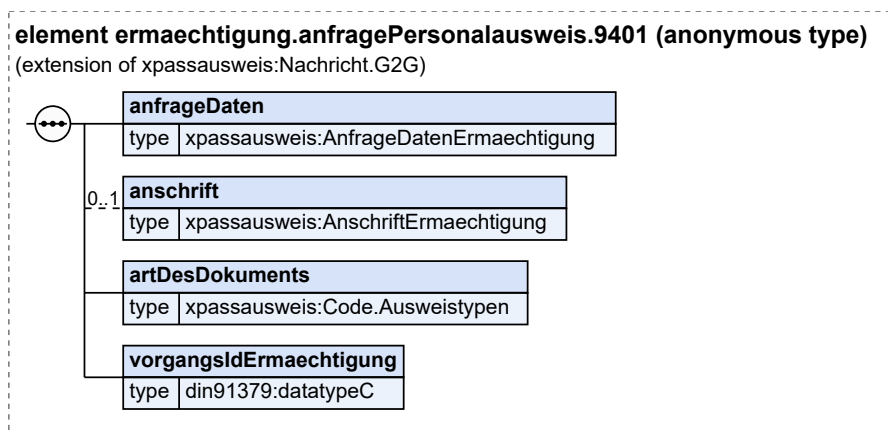 element ermaechtigung.anfragePersonalausweis.9401 (anonymous type)
(extension of xpassausweis:Nachricht.G2G)
anfrageDaten
type xpassausweis:AnfrageDatenErmaechtigung
0..1 anschrift
type xpassausweis:AnschriftErmaechtigung
artDesDokuments
type xpassausweis:Code.Ausweistypen
vorgangsIdErmaechtigung
type din91379:datatypeC